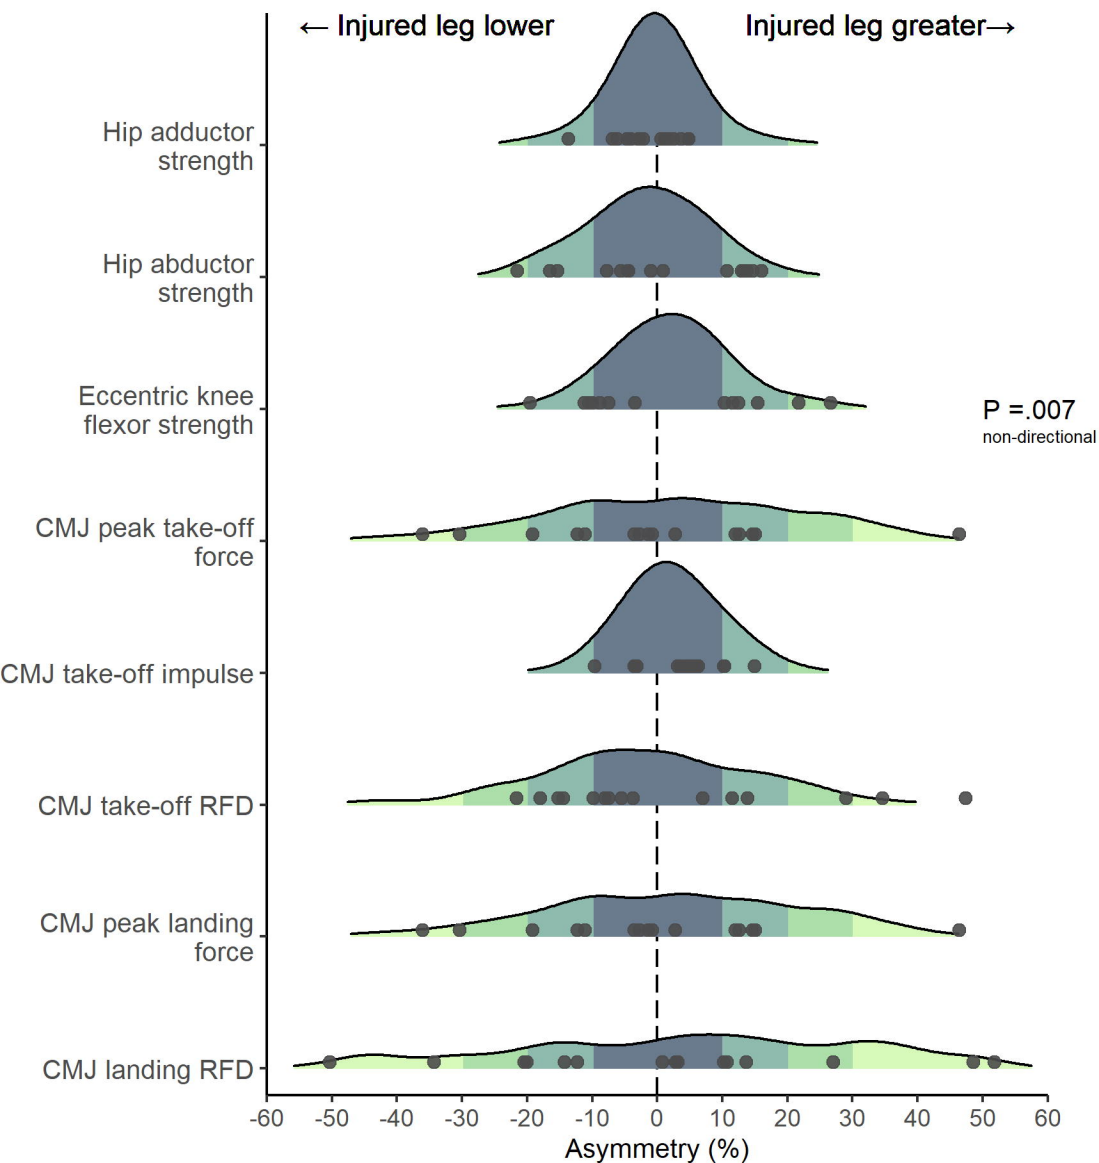 ← Injured leg lower
Injured leg greater→
Hip adductor
strength
Hip abductor
strength
Eccentric knee
flexor strength
P =.007
non-directional
CMJ peak take-off
force
CMJ take-off impulse
CMJ take-off RFD
CMJ peak landing
force
CMJ landing RFD
-60 -50 -40 -30 -20 -10 0 10 20 30 40 50 60
Asymmetry (%)